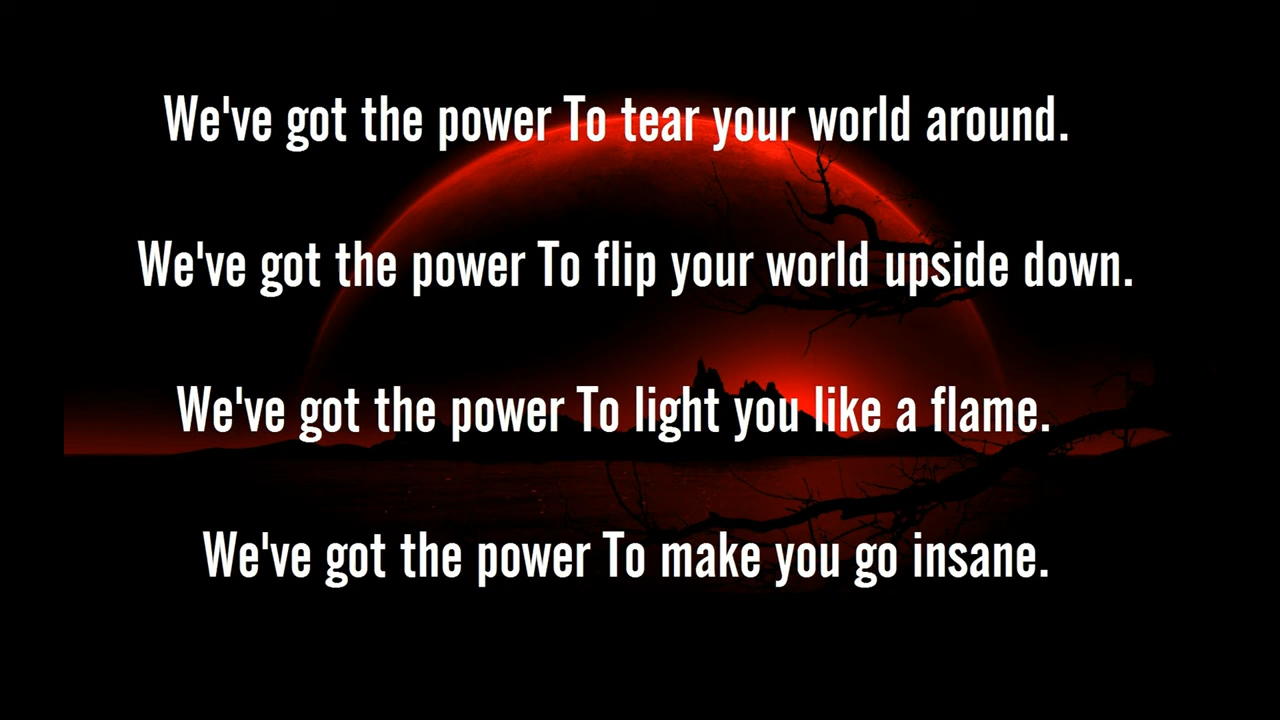 We've got the power To tear your world around.
We've got the power To flip your world upside down.
We've got the power To light you like a flame.
We've got the power To make you go insane.